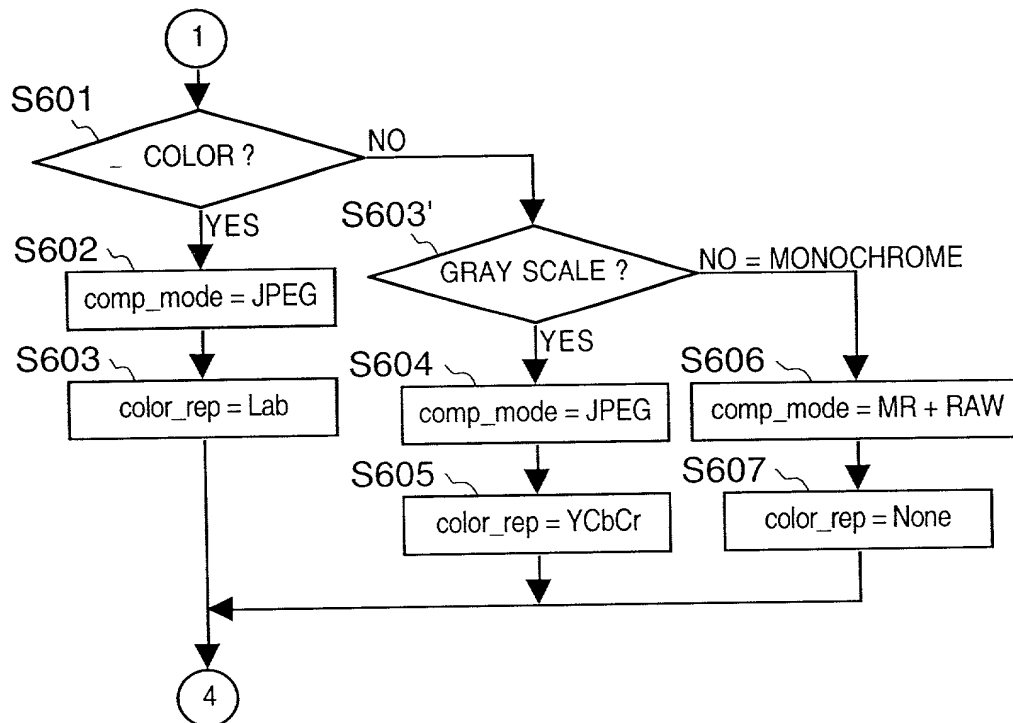 1
S601
COLOR ?
NO
YES
S603'
GRAY SCALE ?
NO = MONOCHROME
S602
comp_mode = JPEG
YES
S603
color_rep = Lab
S604
comp_mode = JPEG
S606
comp_mode = MR + RAW
S605
color_rep = YCbCr
S607
color_rep = None
4